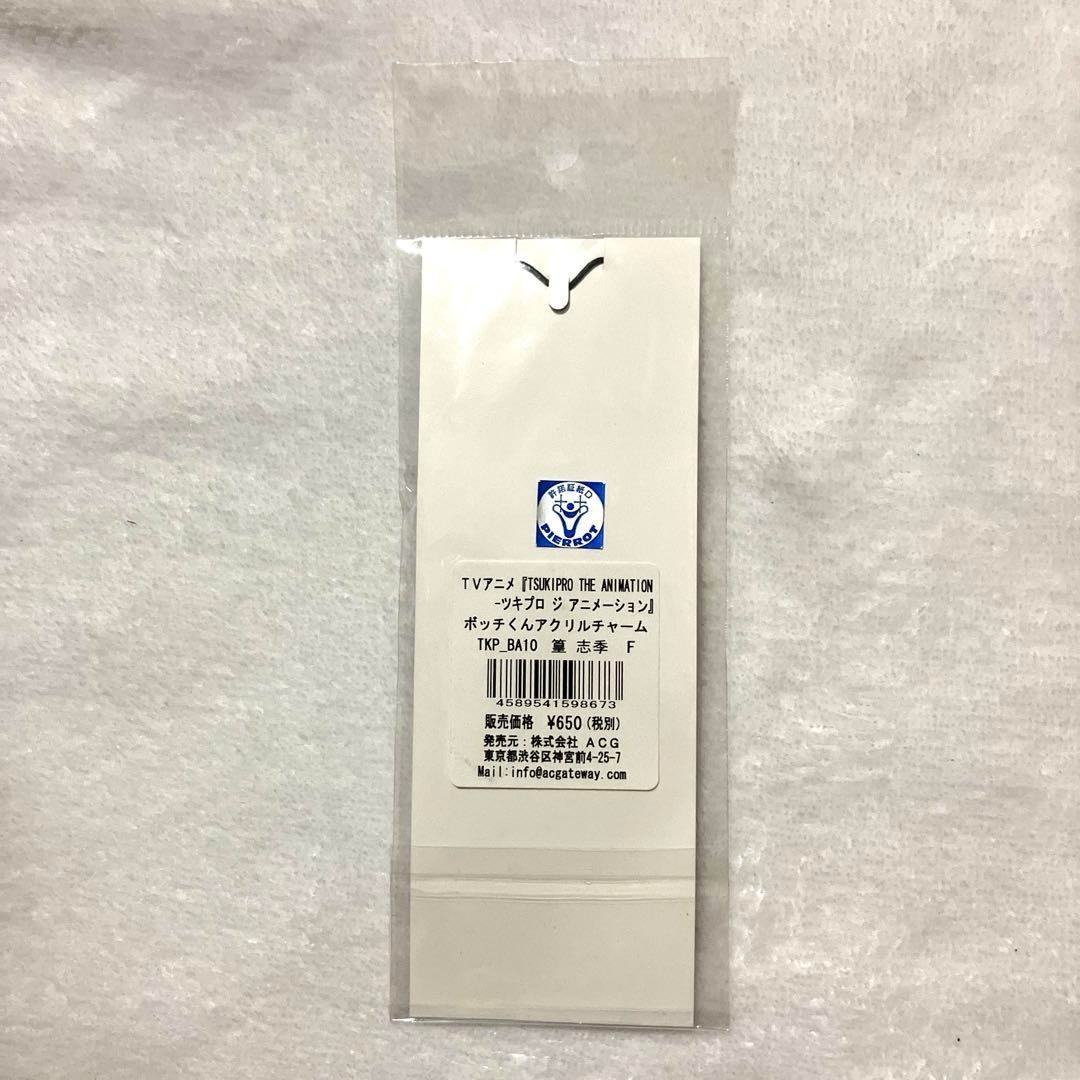 許諾証紙D
PIERROT
TVアニメ『TSUKIPRO THE ANIMATION
-ツキプロ ジ アニメーション』
ボッチくんアクリルチャーム
TKP_BA10 篁 志季 F
4589541598673
販売価格 ¥650(税別)
発売元:株式会社 ACG
東京都渋谷区神宮前4-25-7
Mail:info@acgateway.com